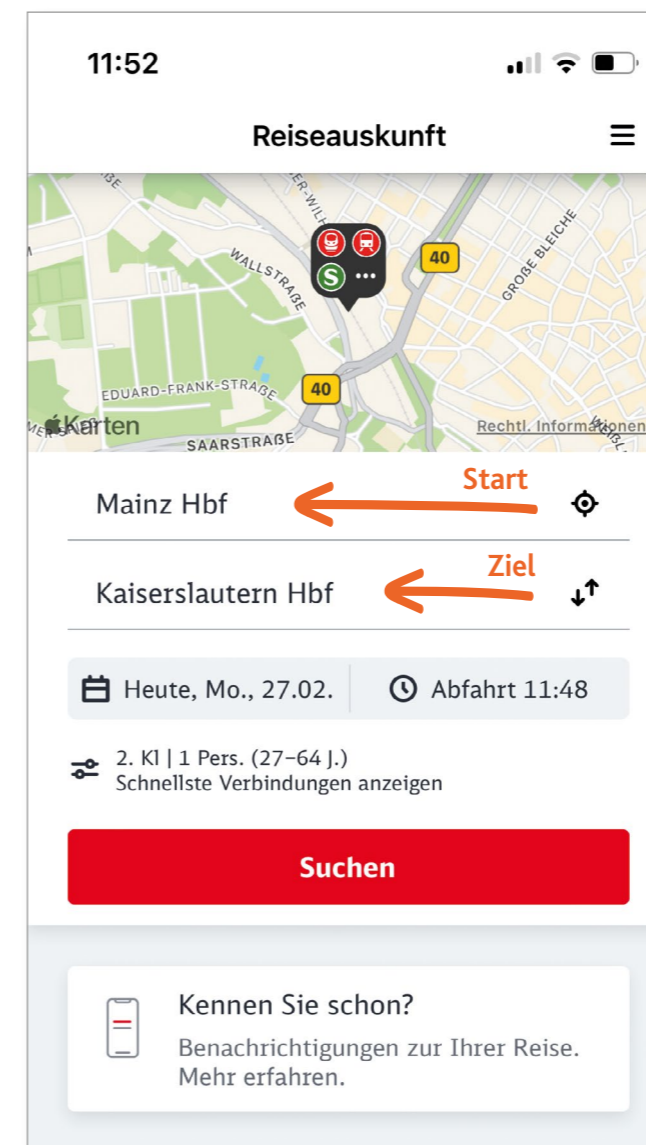 11:52
Reiseauskunft
WALLSTRAßE
40
GROßE BLEICHE
EDUARD-FRANK-STRAßE
40
Karten
SAARSTRAßE
Rechtl. Informationen
Start
Mainz Hbf
Ziel
Kaiserslautern Hbf
Heute, Mo., 27.02.
Abfahrt 11:48
2. Kl | 1 Pers. (27–64 J.)
Schnellste Verbindungen anzeigen
Suchen
Kennen Sie schon?
Benachrichtigungen zur Ihrer Reise.
Mehr erfahren.